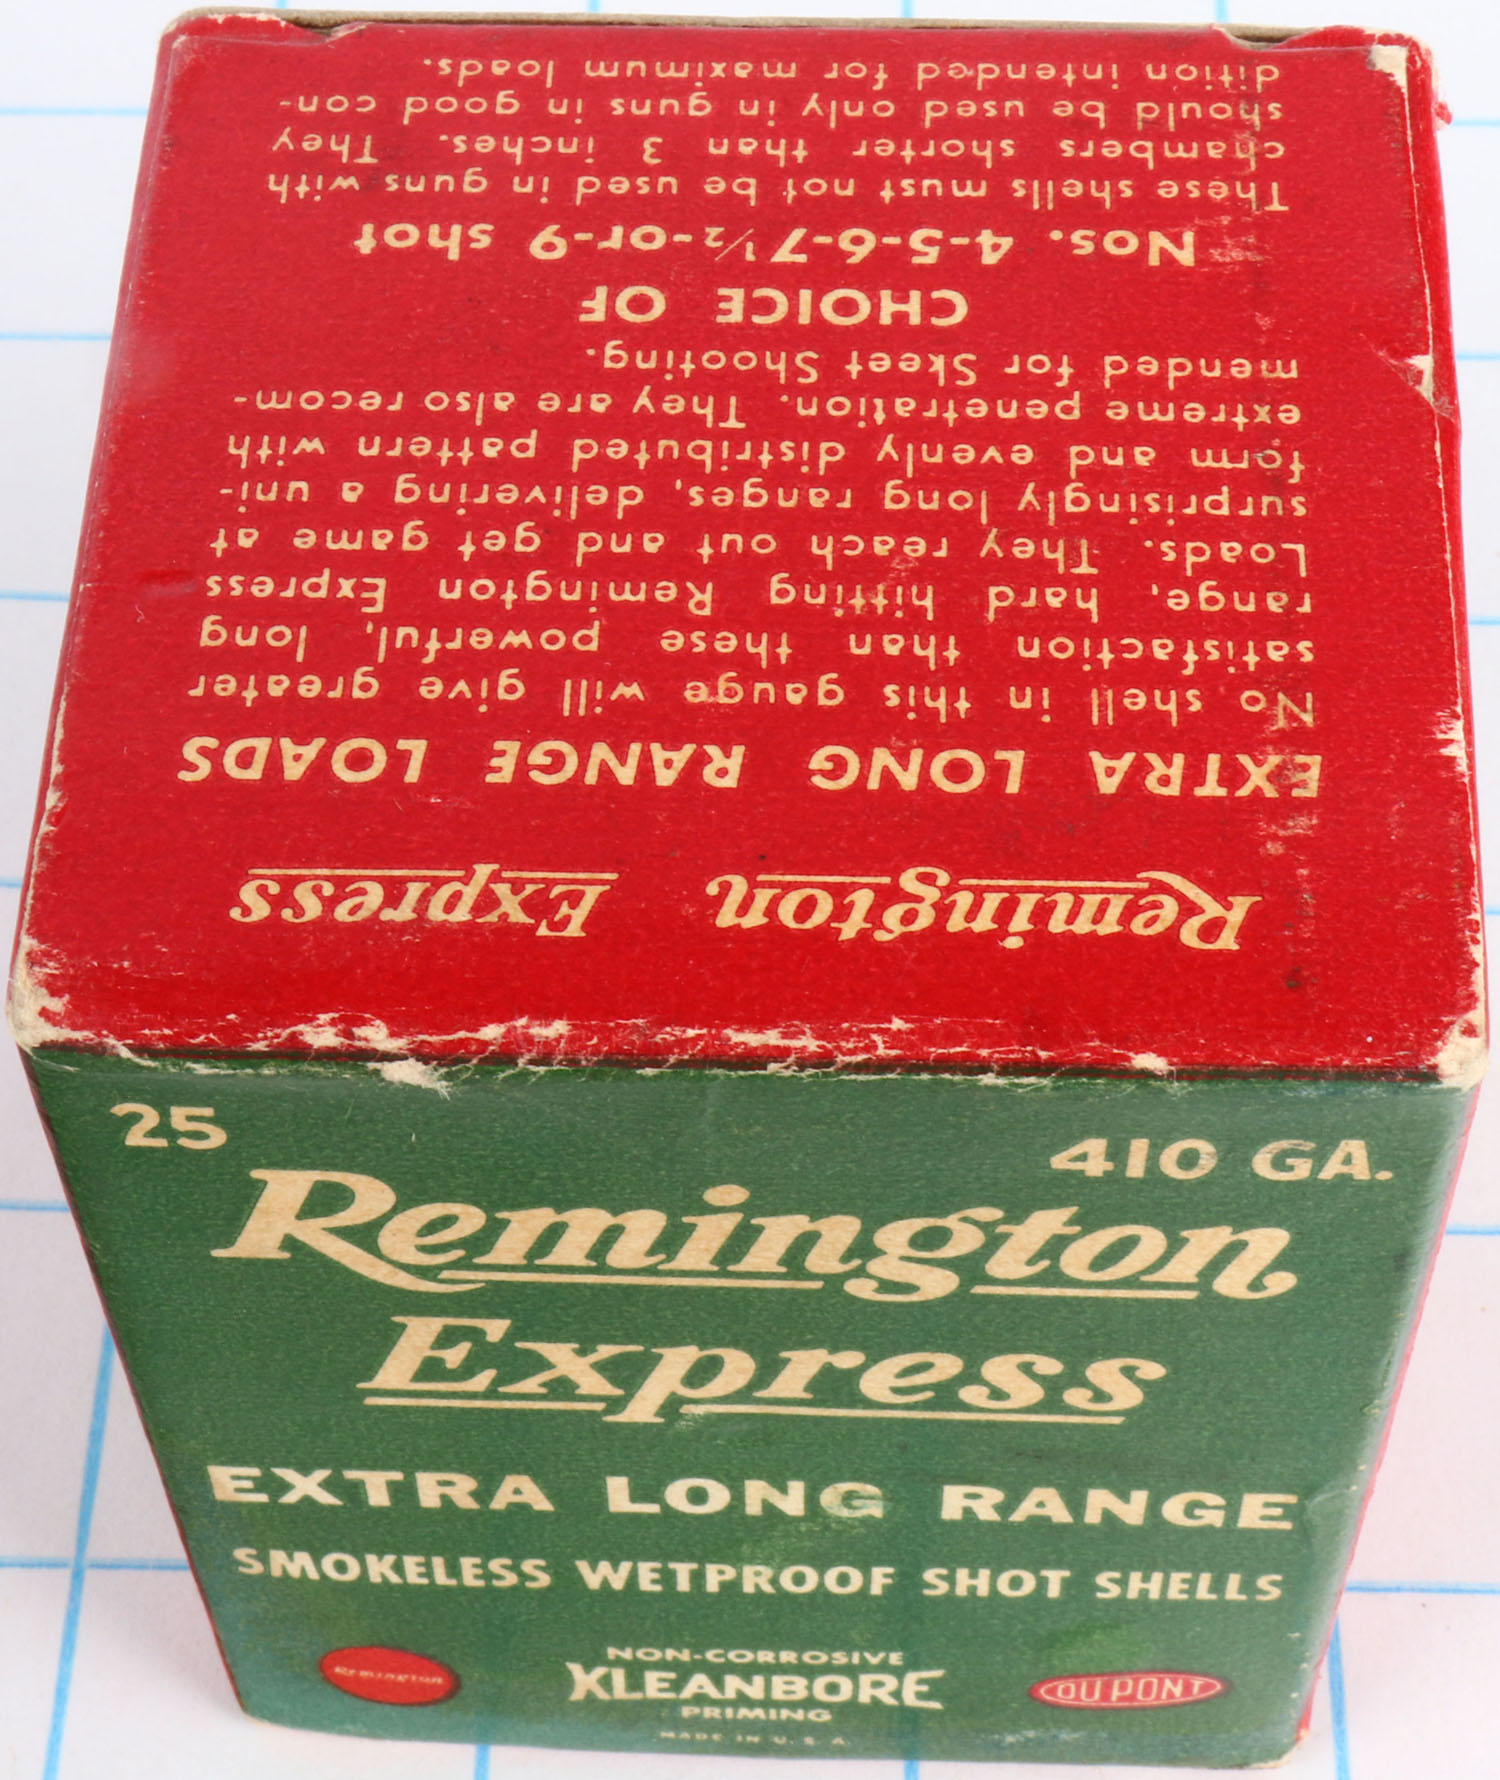 Remington Express
EXTRA LONG RANGE LOADS
No shell in this gauge will give greater
satisfaction than these powerful, long
range, hard hitting Remington Express
Loads. They reach out and get game at
surprisingly long ranges, delivering a uni-
form and evenly distributed pattern with
extreme penetration. They are also recom-
mended for Skeet Shooting.
CHOICE OF
Nos. 4-5-6-7½-or-9 shot
These shells must not be used in guns with
chambers shorter than 3 inches. They
should be used only in guns in good con-
dition intended for maximum loads.
25
410 GA.
Remington
Express
EXTRA LONG RANGE
SMOKELESS WETPROOF SHOT SHELLS
REMINGTON
NON-CORROSIVE
KLEANBORE
PRIMING
DU PONT
MADE IN U.S.A.